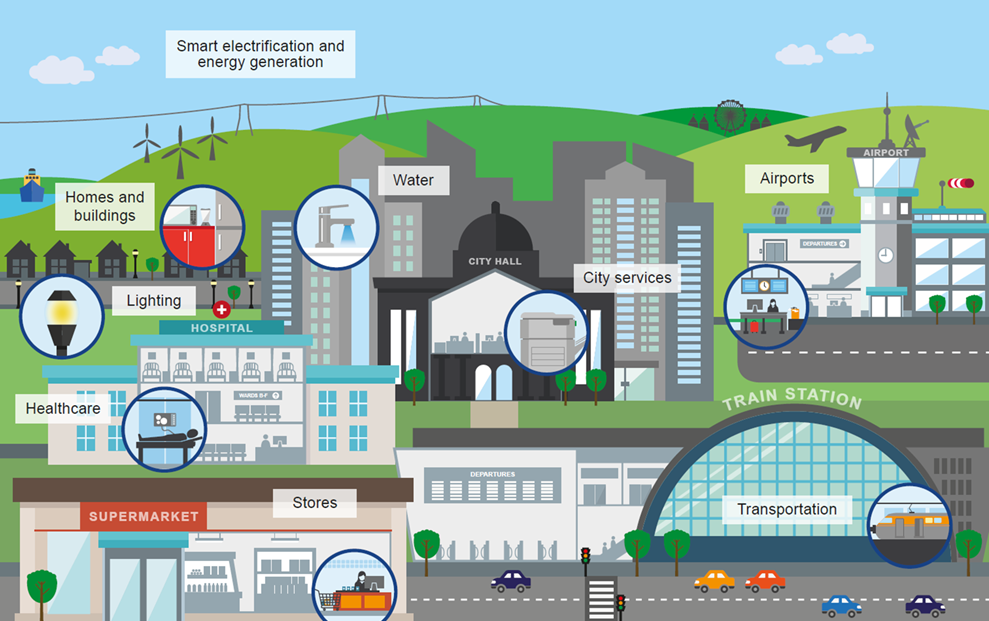 Smart electrification and
energy generation
AIRPORT
Water
Airports
Homes and
buildings
DEPARTURES
CITY HALL
City services
Lighting
HOSPITAL
WARDS D-F
Healthcare
TRAIN STATION
DEPARTURES
Stores
Transportation
SUPERMARKET